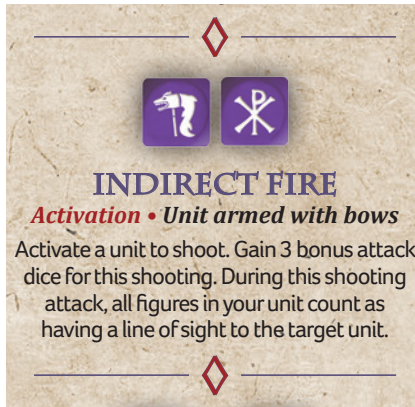 INDIRECT FIRE
Activation • Unit armed with bows
Activate a unit to shoot. Gain 3 bonus attack
dice for this shooting. During this shooting
attack, all figures in your unit count as
having a line of sight to the target unit.